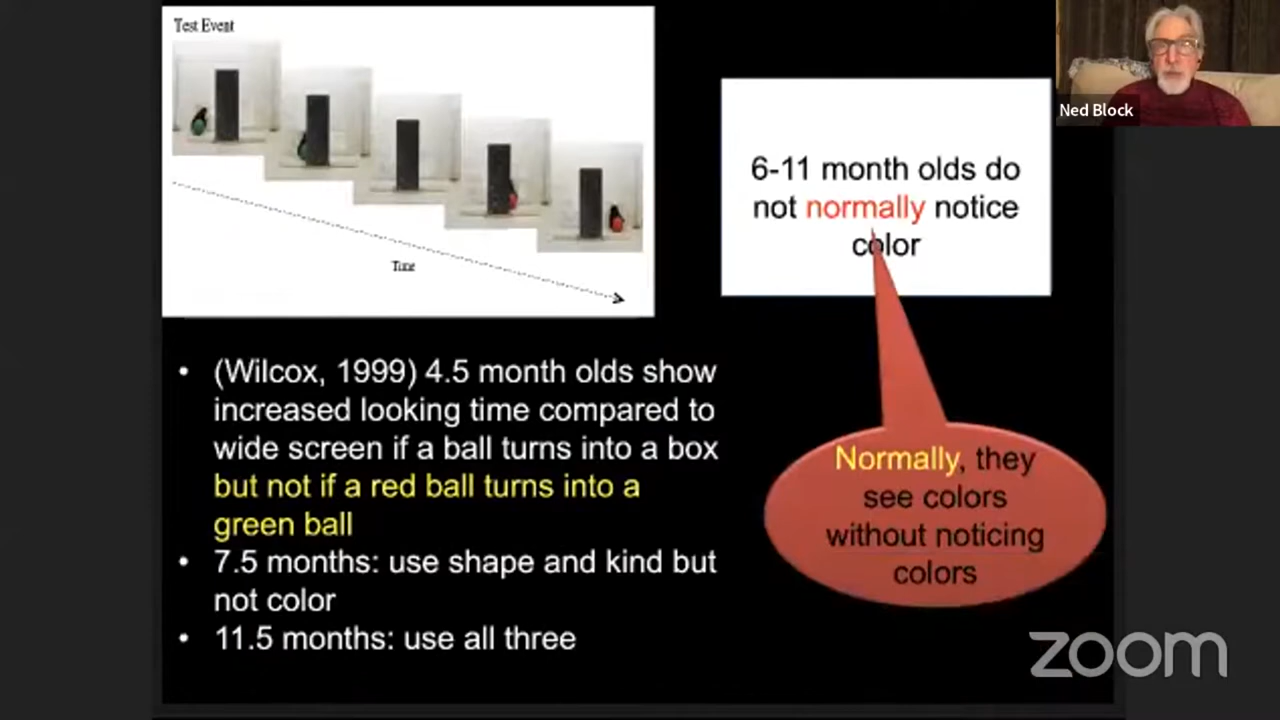 Test Event
Time
6-11 month olds do
not normally notice
color
Ned Block
• (Wilcox, 1999) 4.5 month olds show
increased looking time compared to
wide screen if a ball turns into a box
but not if a red ball turns into a
green ball
• 7.5 months: use shape and kind but
not color
• 11.5 months: use all three
Normally, they
see colors
without noticing
colors
zoom